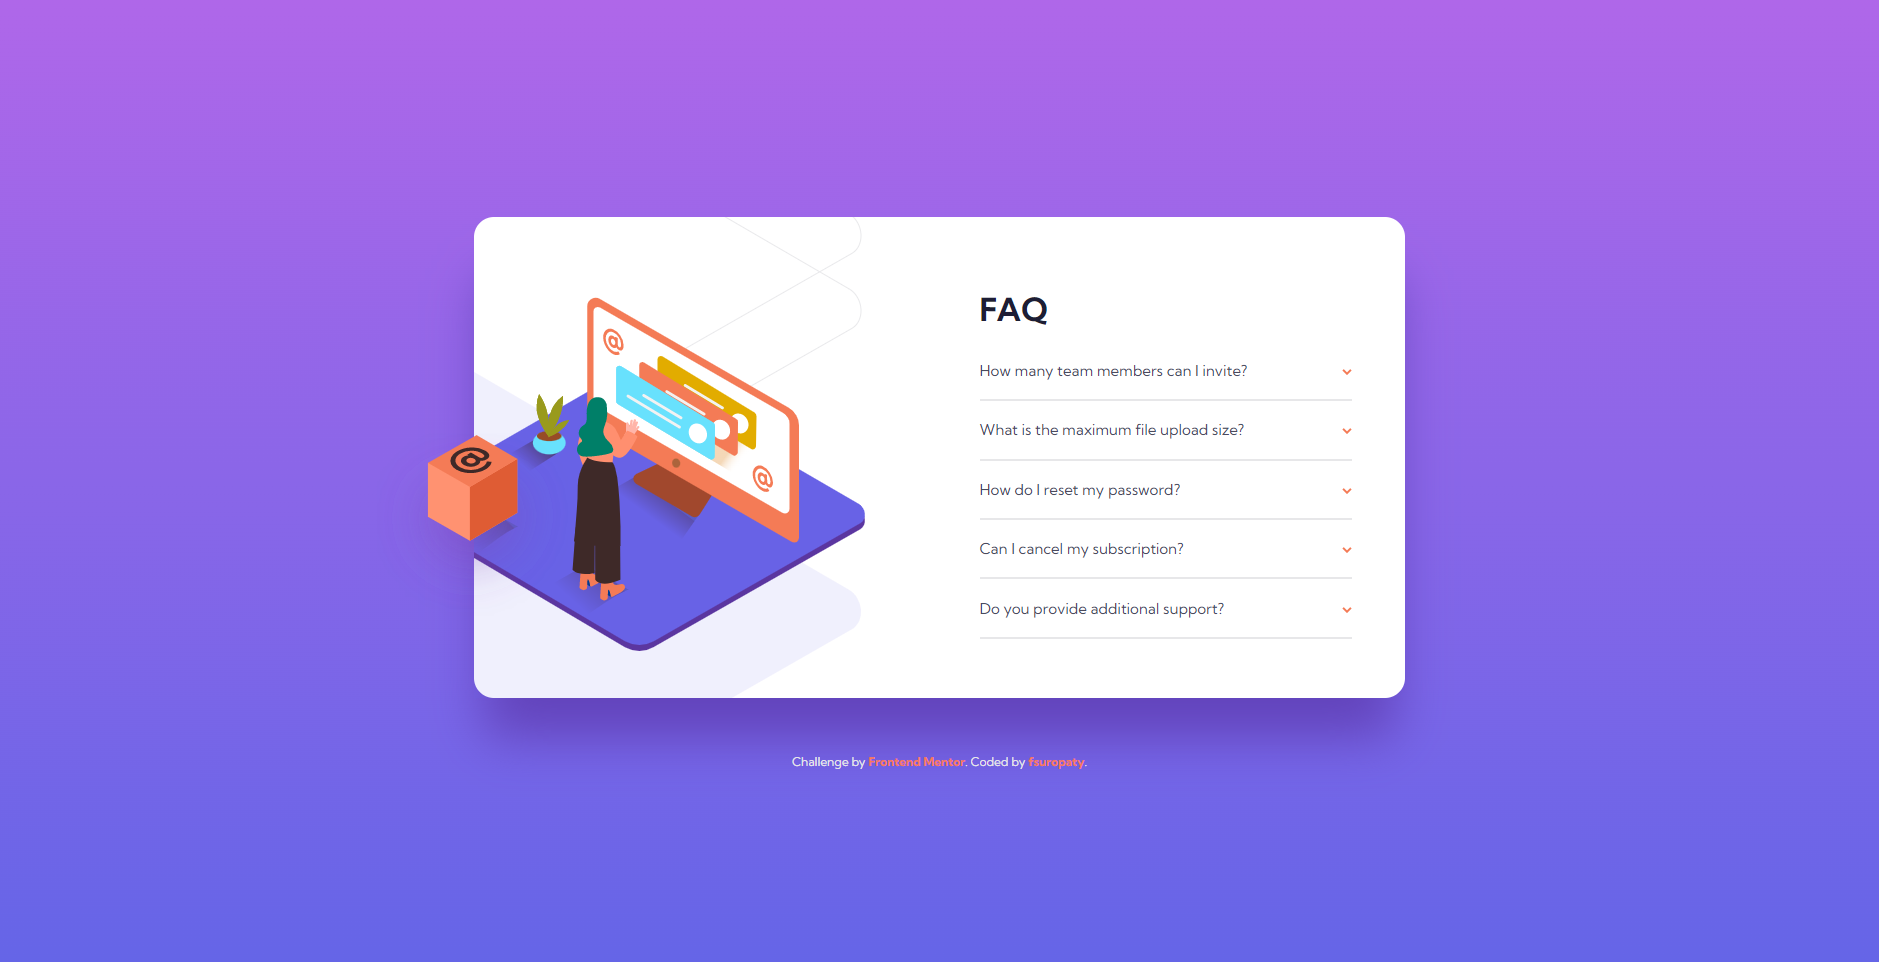 @
@
@
FAQ
How many team members can I invite?
What is the maximum file upload size?
How do I reset my password?
Can I cancel my subscription?
Do you provide additional support?
Challenge by Frontend Mentor. Coded by fsuropaty.